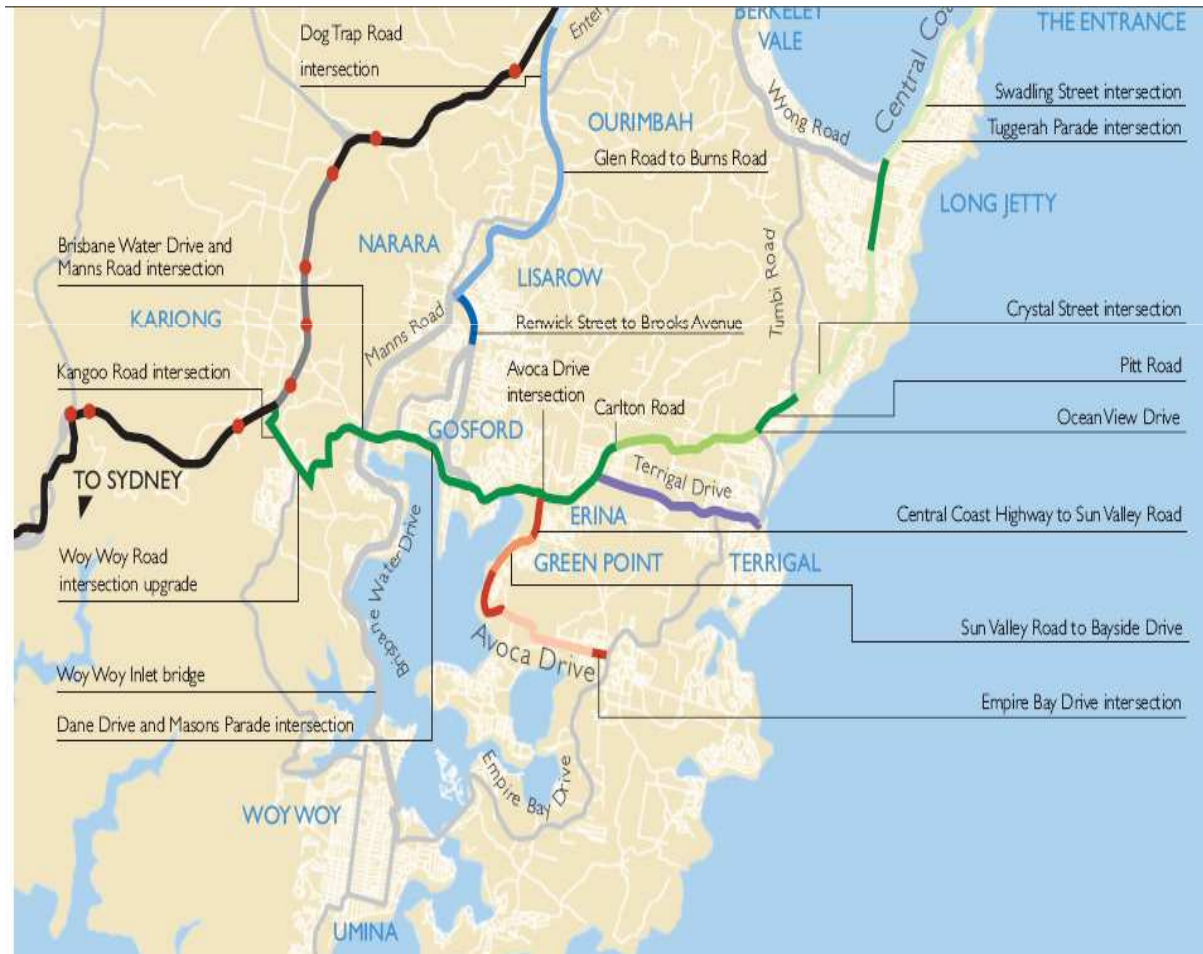 Dog Trap Road
intersection
Enter
BERKELEY
VALE
Central Cou
THE ENTRANCE
Swadling Street intersection
Tuggerah Parade intersection
Wyong Road
OURIMBAH
Glen Road to Burns Road
LONG JETTY
Brisbane Water Drive and
Manns Road intersection
NARARA
LISAROW
Tumbi Road
KARIONG
Manns Road
Renwick Street to Brooks Avenue
Crystal Street intersection
Kangoo Road intersection
Avoca Drive
intersection
Carlton Road
Pitt Road
GOSFORD
Ocean View Drive
TO SYDNEY
Terrigal Drive
ERINA
Central Coast Highway to Sun Valley Road
Woy Woy Road
intersection upgrade
Brisbane Water Drive
GREEN POINT
TERRIGAL
Sun Valley Road to Bayside Drive
Avoca Drive
Woy Woy Inlet bridge
Dane Drive and Masons Parade intersection
Empire Bay Drive intersection
Empire Bay Drive
WOY WOY
UMINA